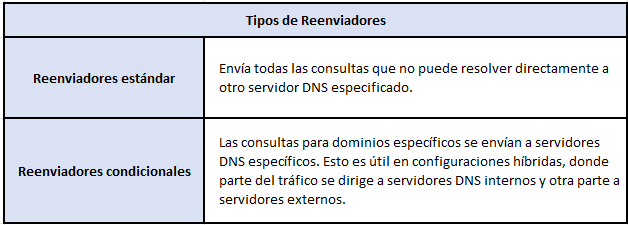 Tipos de Reenviadores
Reenviadores estándar
Envía todas las consultas que no puede resolver directamente a
otro servidor DNS especificado.
Reenviadores condicionales
Las consultas para dominios específicos se envían a servidores
DNS específicos. Esto es útil en configuraciones híbridas, donde
parte del tráfico se dirige a servidores DNS internos y otra parte a
servidores externos.